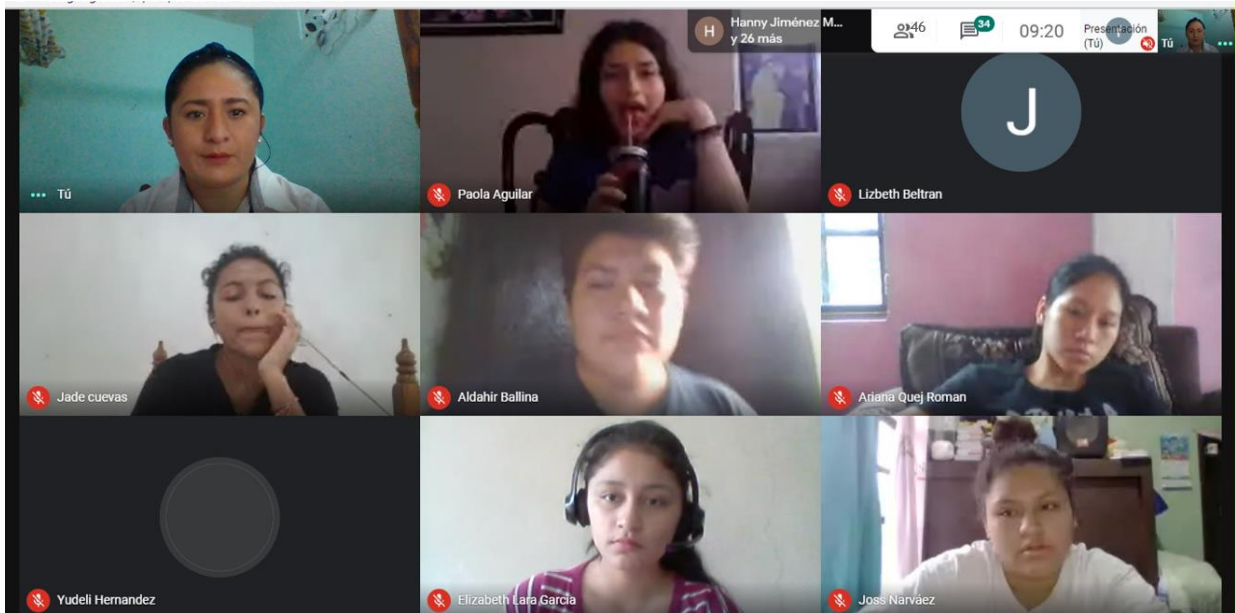 H
Hanny Jiménez M...
y 26 más
46
34
09:20
Presentación
(Tú)
Tú
Tú
Paola Aguilar
J
Lizbeth Beltran
Jade cuevas
Aldahir Ballina
Ariana Quej Roman
Yudeli Hernandez
Elizabeth Lara García
Joss Narváez